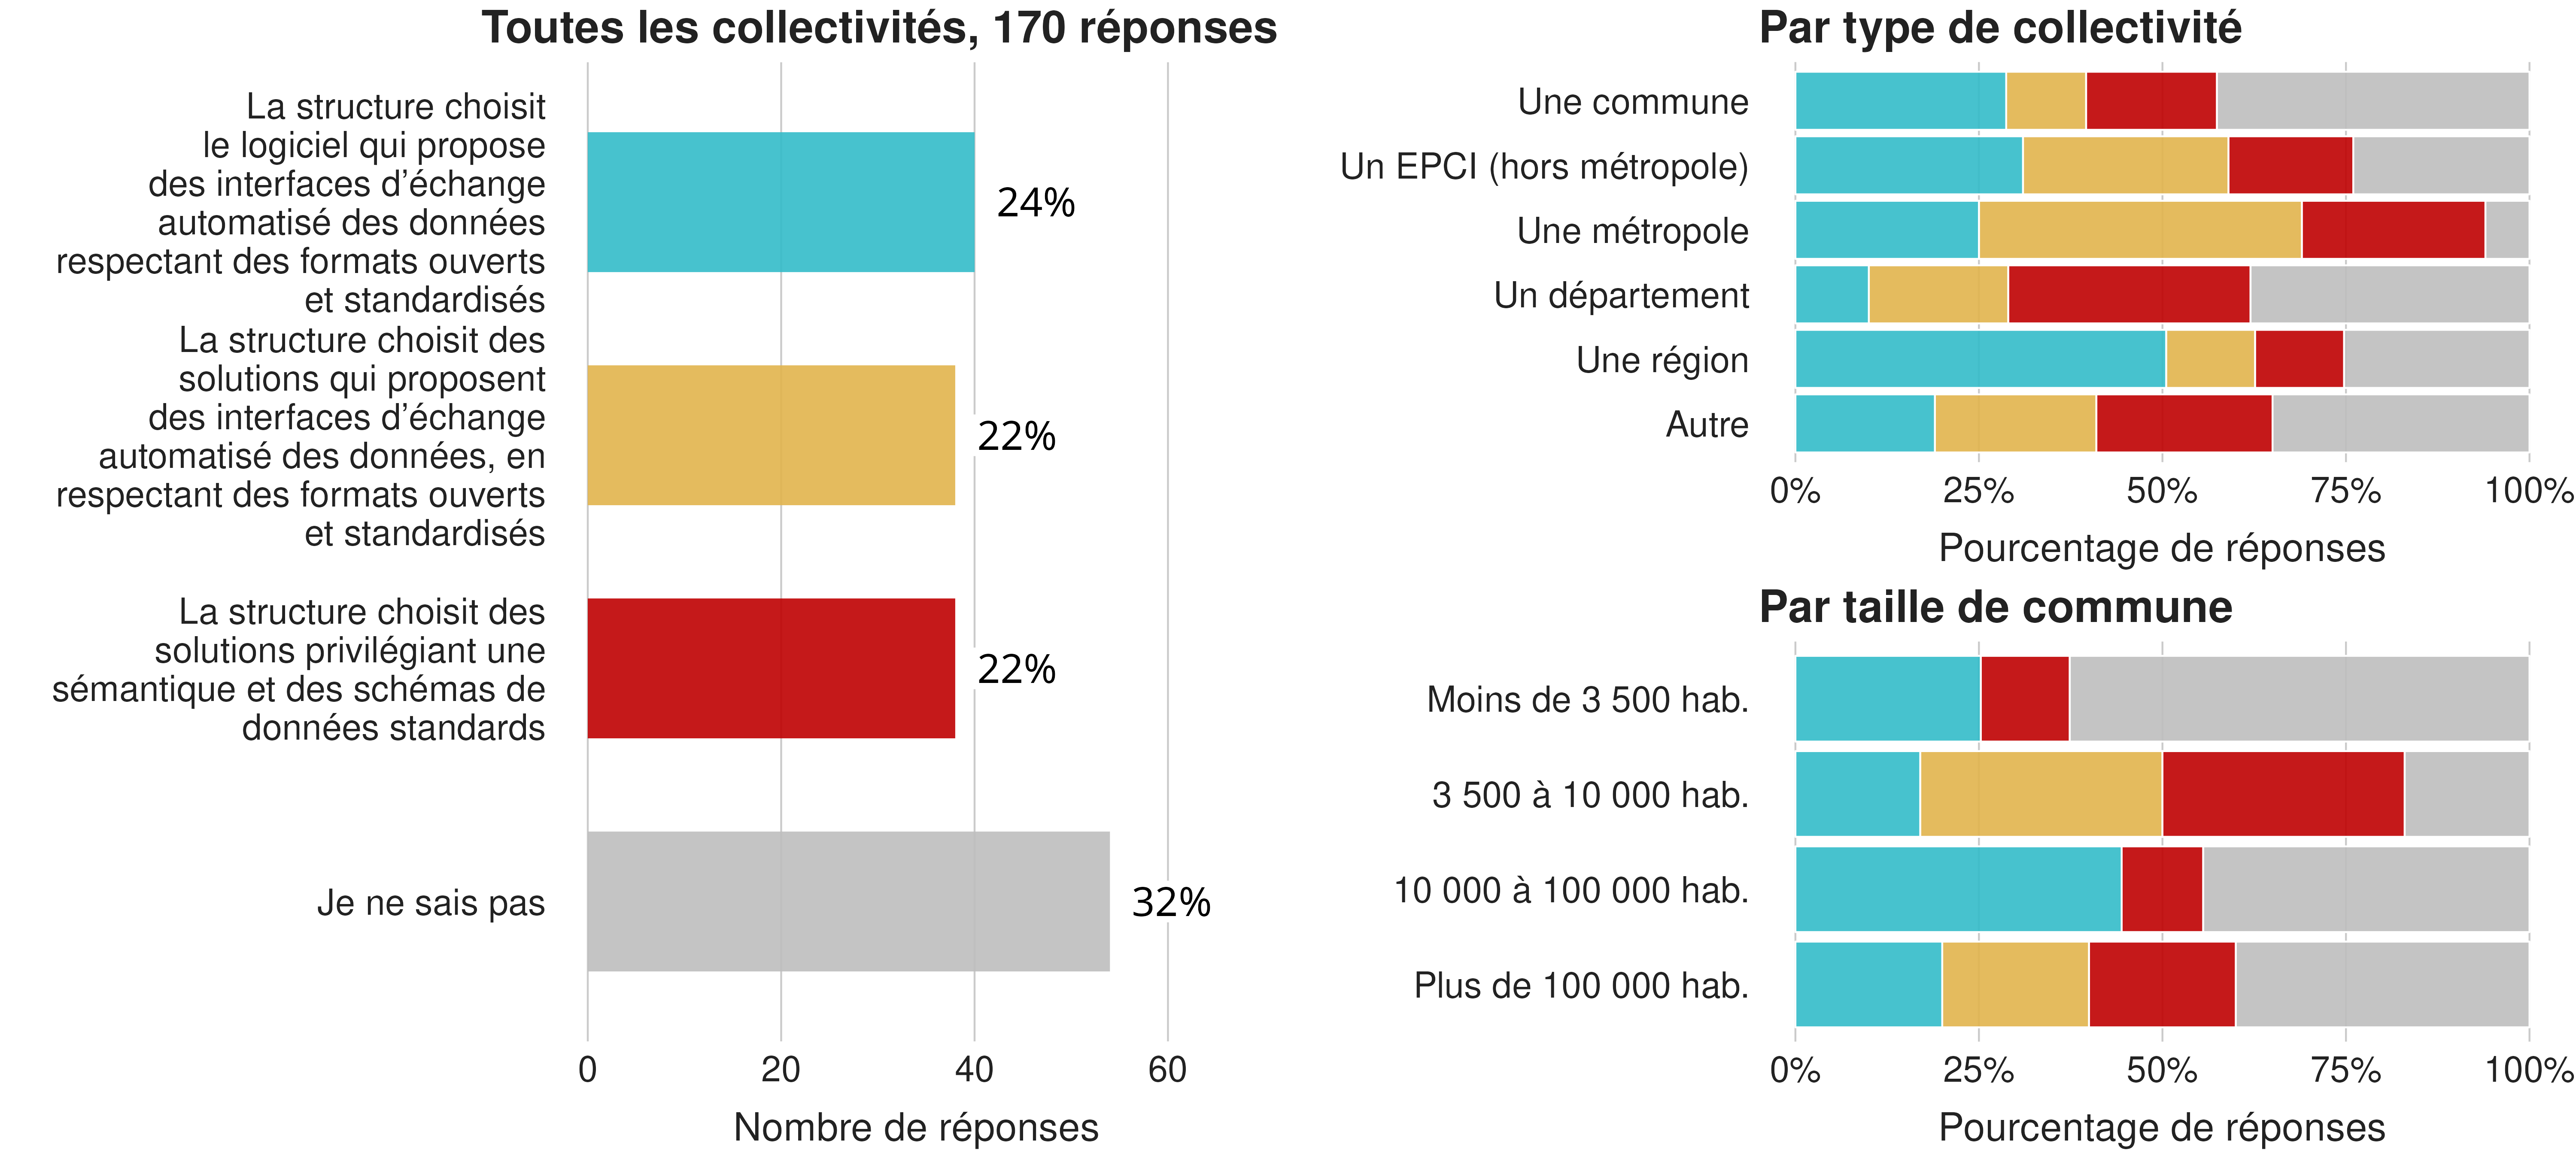 Toutes les collectivités, 170 réponses
La structure choisit
le logiciel qui propose
des interfaces d’échange
automatisé des données
respectant des formats ouverts
et standardisés
24%
La structure choisit des
solutions qui proposent
des interfaces d’échange
automatisé des données, en
respectant des formats ouverts
et standardisés
22%
La structure choisit des
solutions privilégiant une
sémantique et des schémas de
données standards
22%
Je ne sais pas
32%
0 20 40 60
Nombre de réponses
Par type de collectivité
Une commune
Un EPCI (hors métropole)
Une métropole
Un département
Une région
Autre
0% 25% 50% 75% 100%
Pourcentage de réponses
Par taille de commune
Moins de 3 500 hab.
3 500 à 10 000 hab.
10 000 à 100 000 hab.
Plus de 100 000 hab.
0% 25% 50% 75% 100%
Pourcentage de réponses